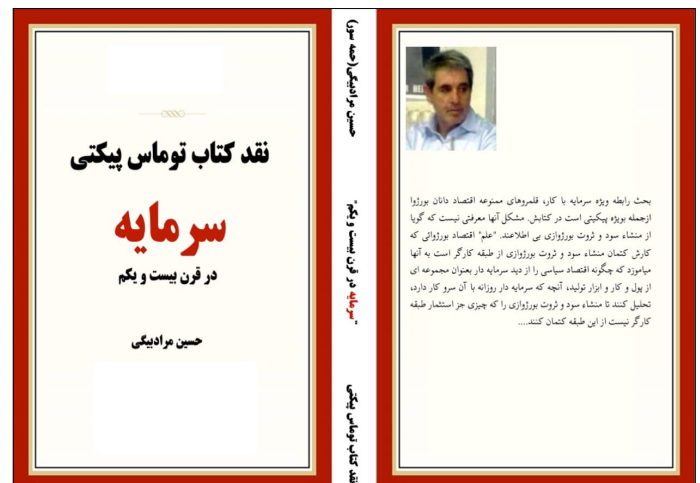 نقد کتاب توماس پیکتی
سرمایه
در قرن بیست و یکم
حسین مرادبیگی
حسین مرادبیگی(حمه سور)
"سرمایه در قرن بیست و یکم"
نقد کتاب توماس پیکتی
بحث رابطه ویژه سرمایه با کار، قلمروهای ممنوعه اقتصاد دانان بورژوا
ازجمله بویژه پیکیتی است در کتابش. مشکل آنها معرفتی نیست که گویا
از منشاء سود و ثروت بورژوازی بی اطلاعند. "علم" اقتصاد بورژوائی که
کارش کتمان منشاء سود و ثروت بورژوازی از طبقه کارگر است به آنها
میاموزد که چگونه اقتصاد سیاسی را از دید سرمایه دار بعنوان مجموعه ای
از پول و کار و ابزار تولید، آنچه که سرمایه دار روزانه با آن سرو کار دارد،
تحلیل کنند تا منشاء سود و ثروت بورژوازی را که چیزی جز استثمار طبقه
کارگر نیست از این طبقه کتمان کنند....